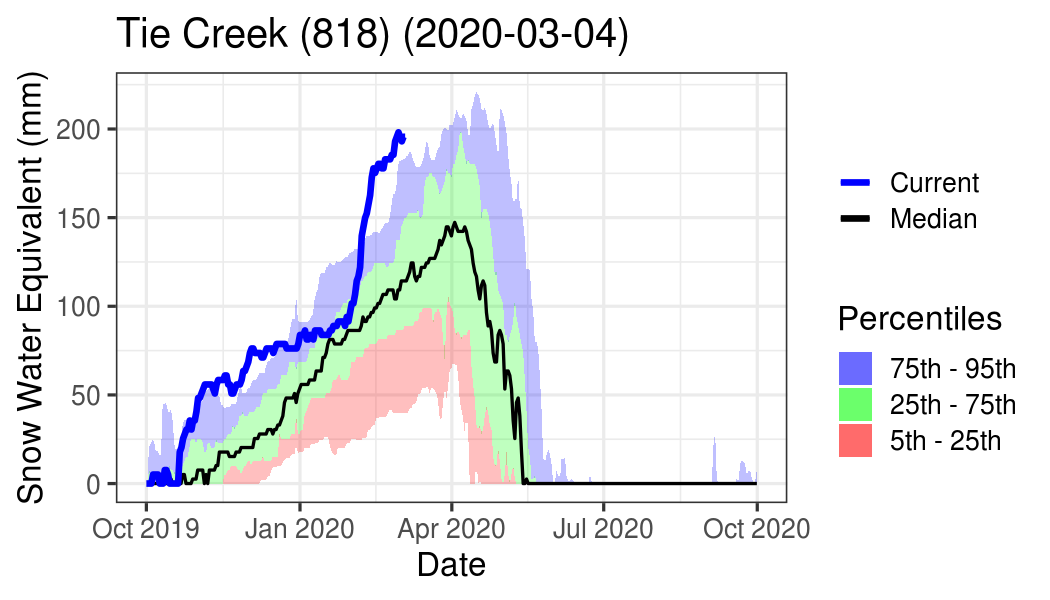 Tie Creek (818) (2020-03-04)
Snow Water Equivalent (mm)
200
150
100
50
0
Oct 2019
Jan 2020
Apr 2020
Jul 2020
Oct 2020
Date
Current
Median
Percentiles
75th - 95th
25th - 75th
5th - 25th